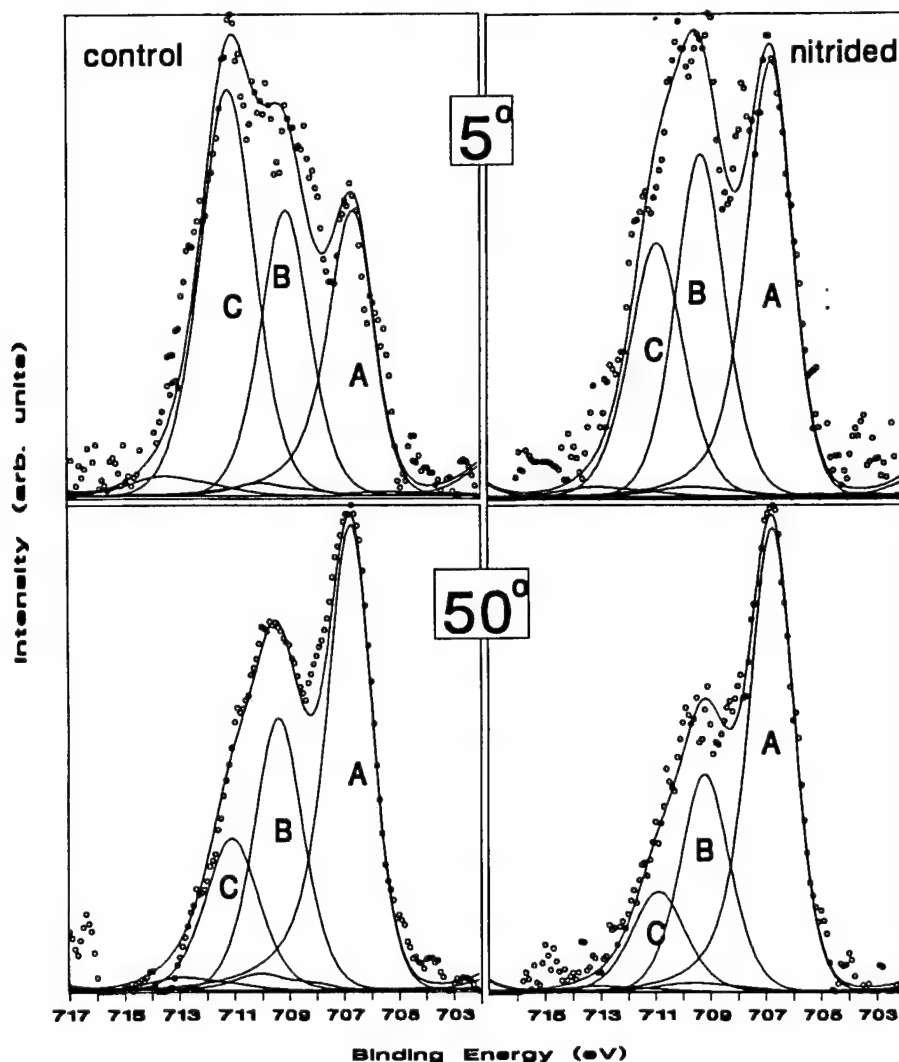 control
nitrided
5°
C
B
A
C
B
A
50°
C
B
A
C
B
A
Intensity (arb. units)
717 715 713 711 709 707 705 703
715 713 711 709 707 705 703
Binding Energy (eV)